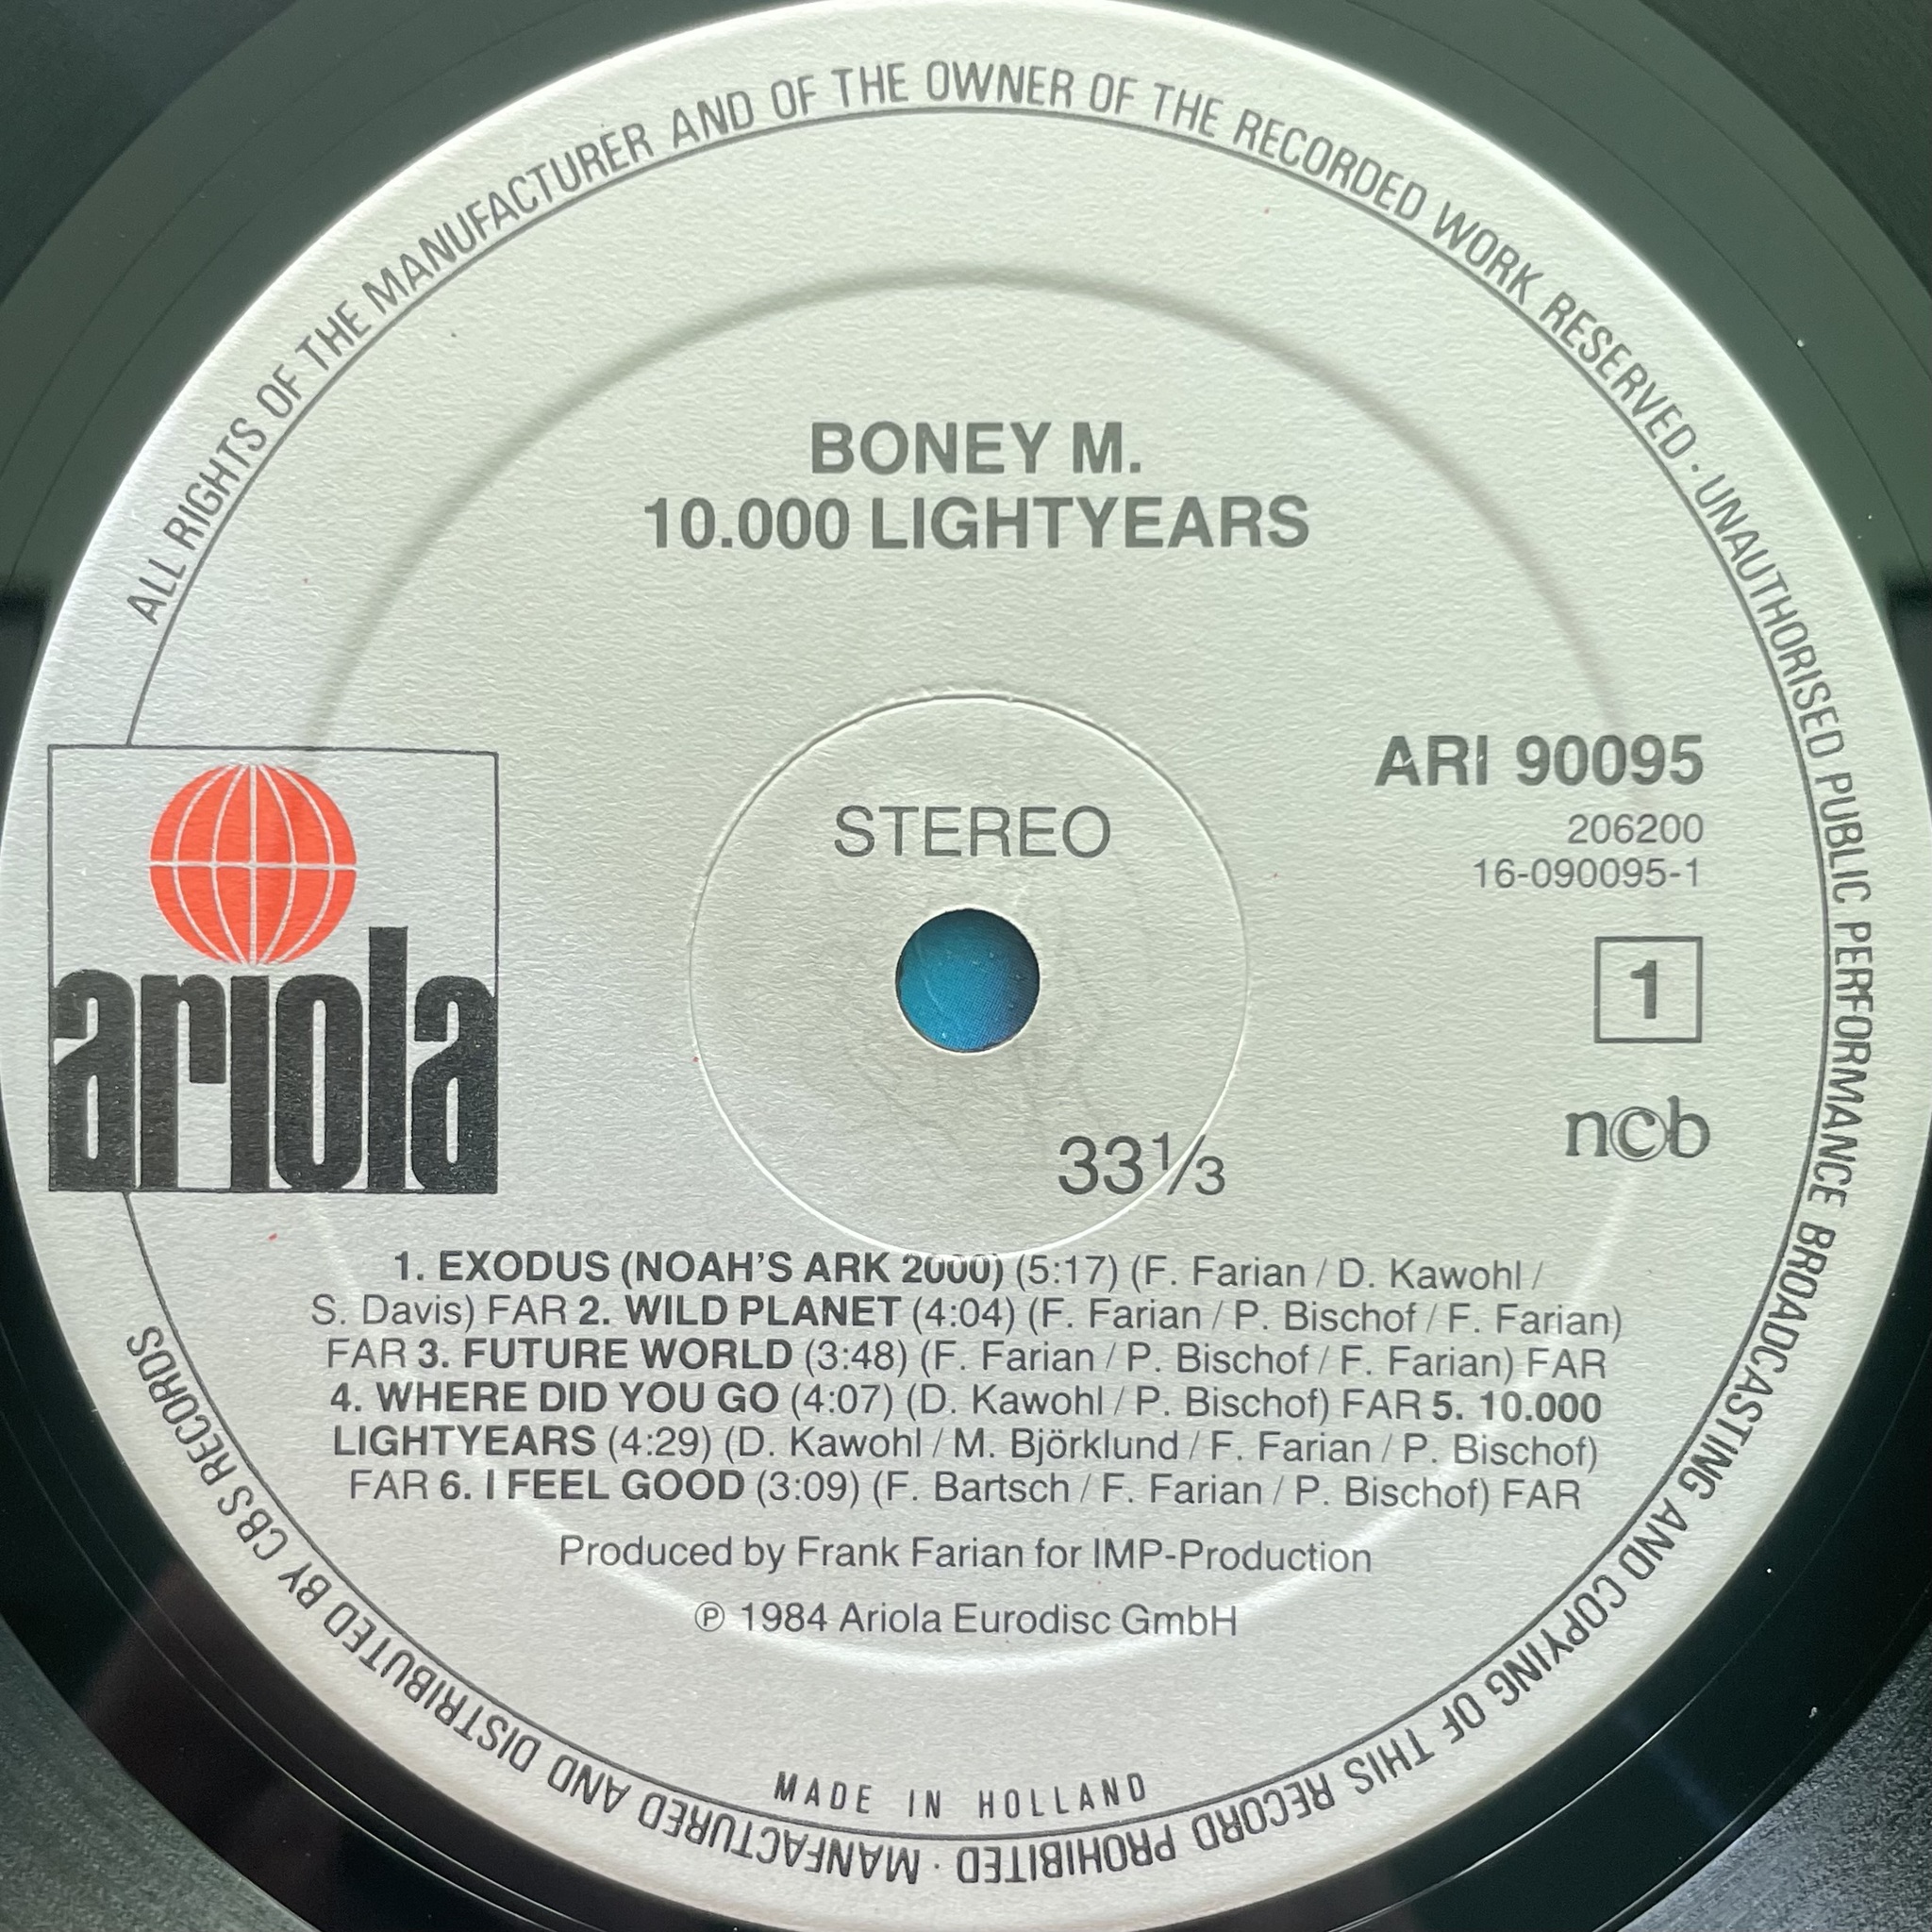 ALL RIGHTS OF THE MANUFACTURER AND OF THE OWNER OF THE RECORDED WORK RESERVED · UNAUTHORISED PUBLIC PERFORMANCE BROADCASTING AND COPYING OF THIS RECORD PROHIBITED · MANFACTURED AND DISTRIBUTED BY CBS RECORDS
BONEY M.
10.000 LIGHTYEARS
ariola
STEREO
33⅓
ARI 90095
206200
16-090095-1
1
ncb
1. EXODUS (NOAH'S ARK 2000) (5:17) (F. Farian / D. Kawohl /
S. Davis) FAR 2. WILD PLANET (4:04) (F. Farian / P. Bischof / F. Farian)
FAR 3. FUTURE WORLD (3:48) (F. Farian / P. Bischof / F. Farian) FAR
4. WHERE DID YOU GO (4:07) (D. Kawohl / P. Bischof) FAR 5. 10.000
LIGHTYEARS (4:29) (D. Kawohl / M. Björklund / F. Farian / P. Bischof)
FAR 6. I FEEL GOOD (3:09) (F. Bartsch / F. Farian / P. Bischof) FAR
Produced by Frank Farian for IMP-Production
℗ 1984 Ariola Eurodisc GmbH
MADE IN HOLLAND